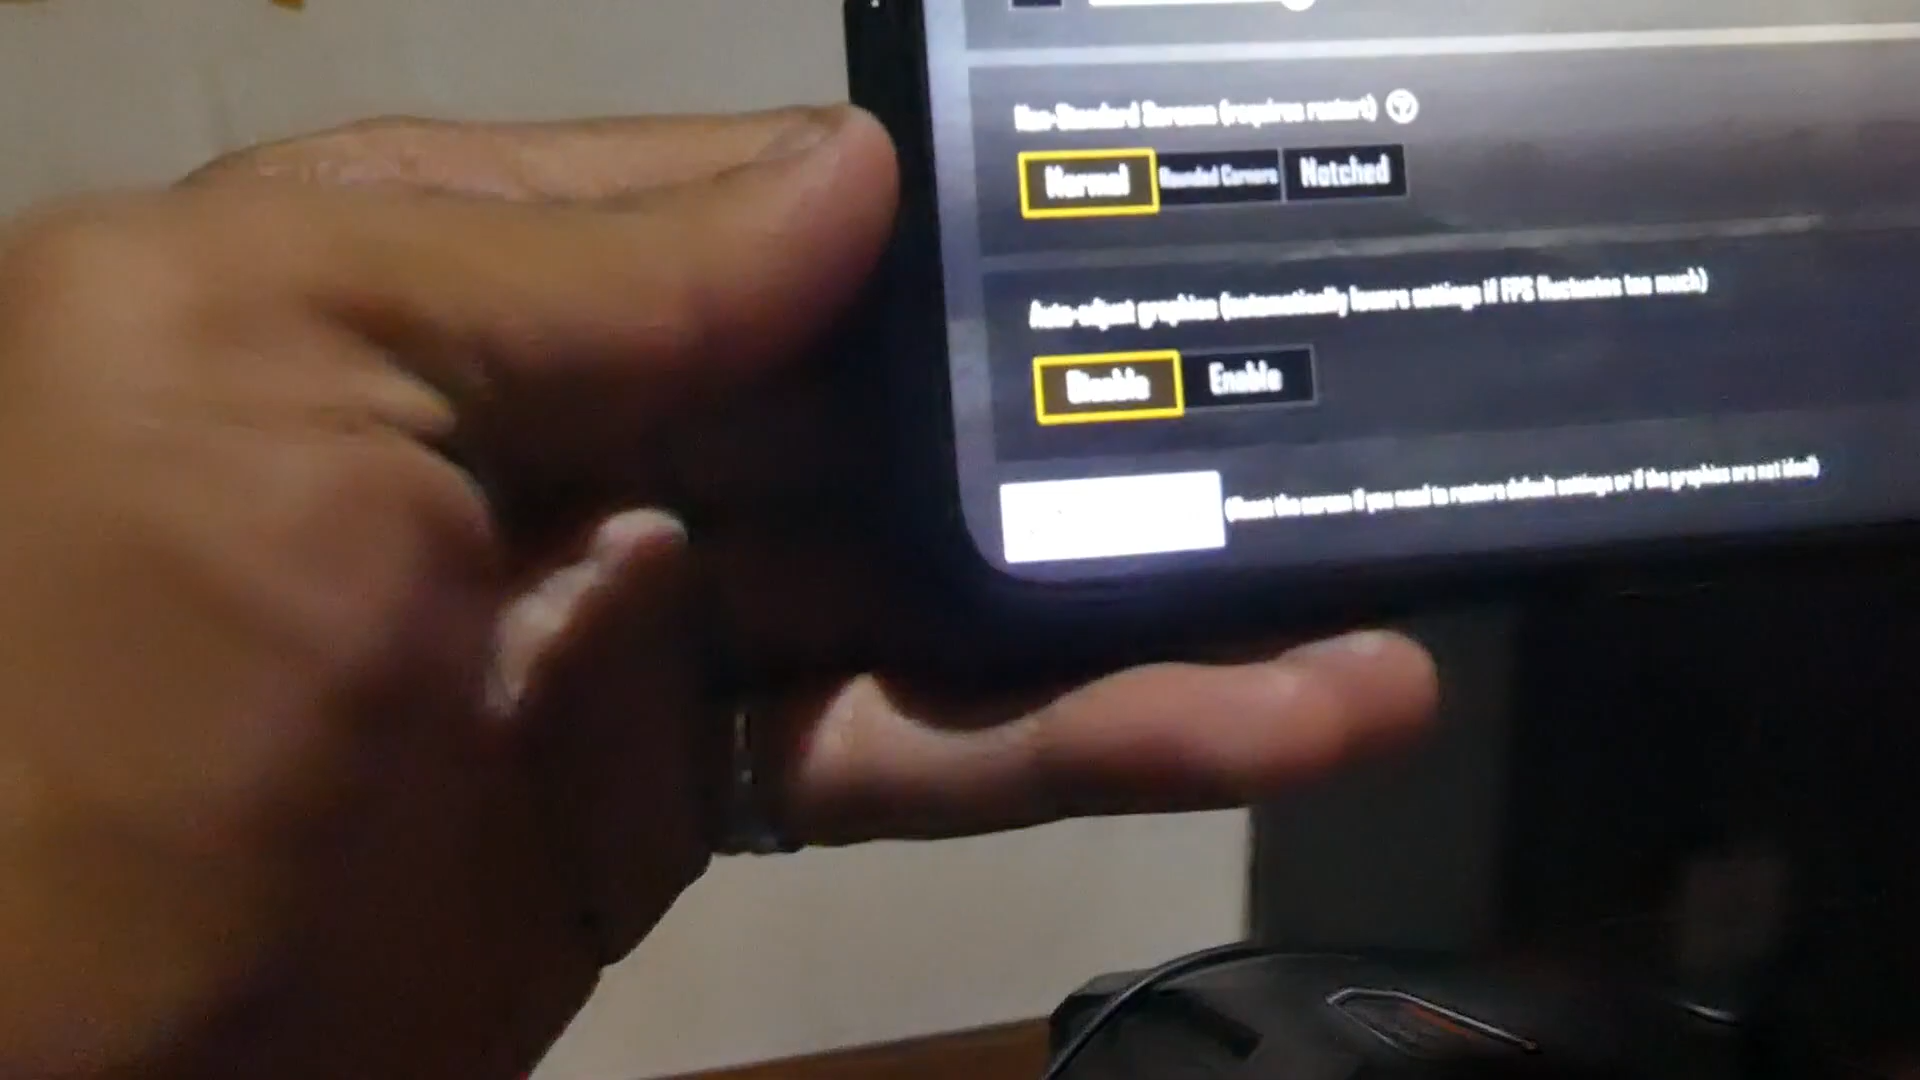 Non-Standard Screens (requires restart)
Normal Rounded Corners Notched
Auto-adjust graphics (automatically lowers settings if FPS fluctuates too much)
Disable Enable
(Reset the screen if you need to restore default settings or if the graphics are not ideal)